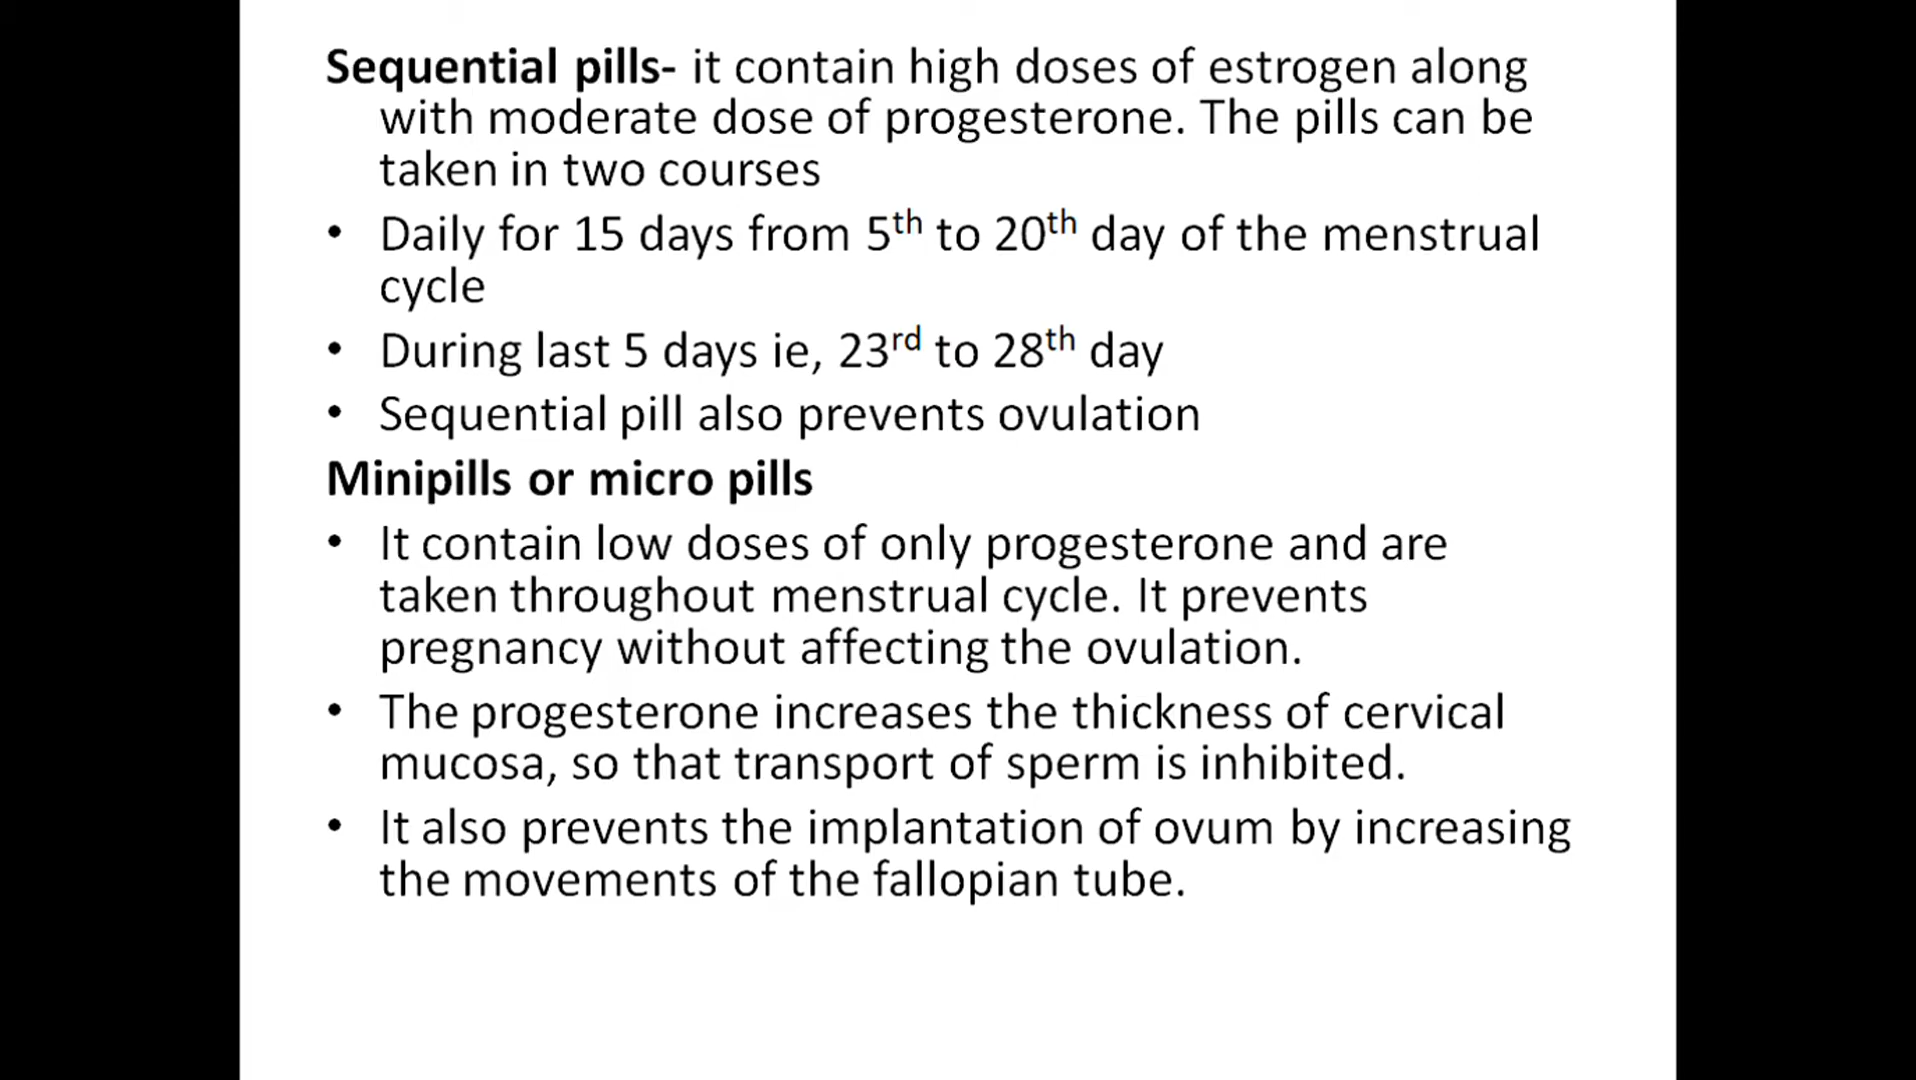 Sequential pills- it contain high doses of estrogen along
with moderate dose of progesterone. The pills can be
taken in two courses
• Daily for 15 days from 5th to 20th day of the menstrual
cycle
• During last 5 days ie, 23rd to 28th day
• Sequential pill also prevents ovulation
Minipills or micro pills
• It contain low doses of only progesterone and are
taken throughout menstrual cycle. It prevents
pregnancy without affecting the ovulation.
• The progesterone increases the thickness of cervical
mucosa, so that transport of sperm is inhibited.
• It also prevents the implantation of ovum by increasing
the movements of the fallopian tube.